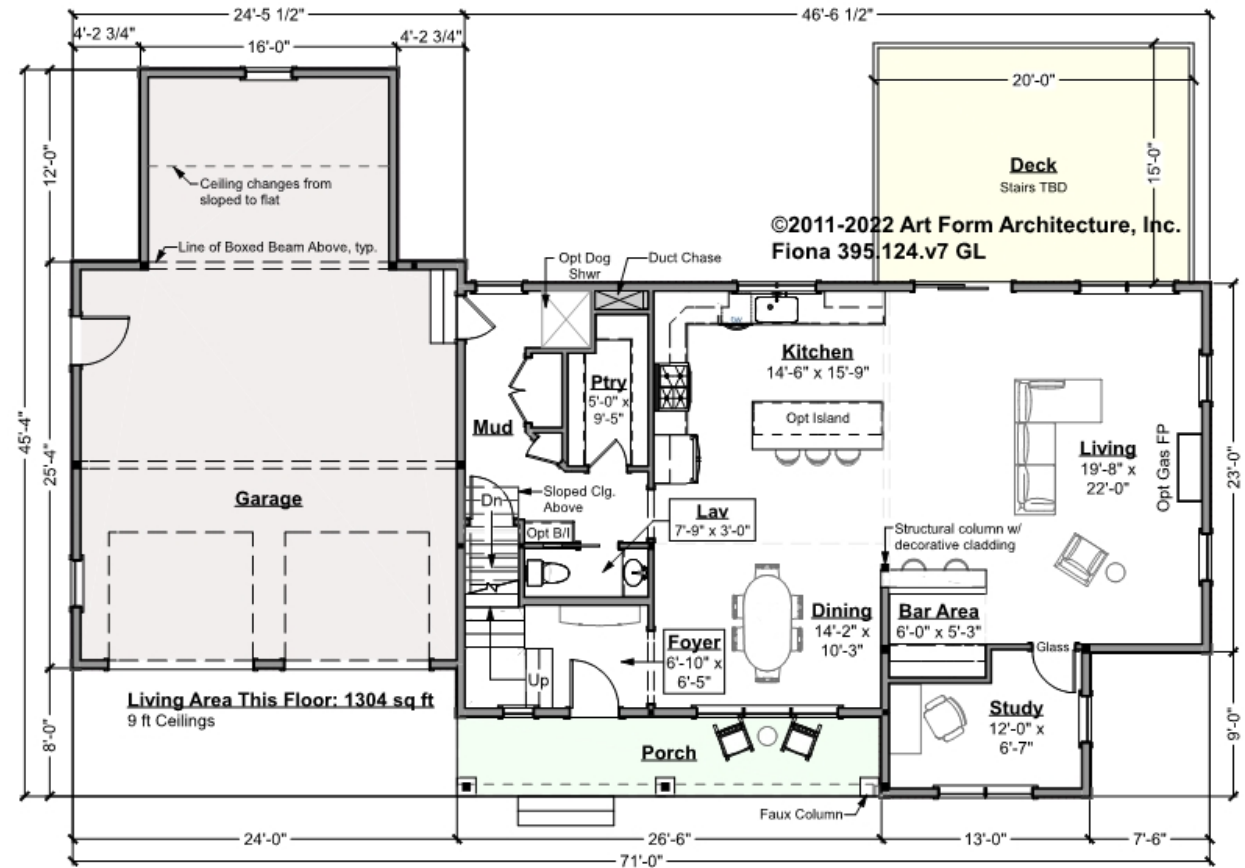 24'-5 1/2"
46'-6 1/2"
4'-2 3/4"
16'-0"
4'-2 3/4"
20'-0"
12'-0"
15'-0"
Deck
Stairs TBD
Ceiling changes from
sloped to flat
©2011-2022 Art Form Architecture, Inc.
Fiona 395.124.v7 GL
Line of Boxed Beam Above, typ.
Opt Dog
Shwr
Duct Chase
DW
Kitchen
14'-6" x 15'-9"
Ptry
5'-0" x
9'-5"
Opt Island
Mud
Living
19'-8" x
22'-0"
Opt Gas FP
45'-4"
25'-4"
23'-0"
Garage
Dn
Sloped Clg.
Above
Lav
7'-9" x 3'-0"
Opt B/I
Structural column w/
decorative cladding
Dining
14'-2" x
10'-3"
Bar Area
6'-0" x 5'-3"
Foyer
6'-10" x
6'-5"
Glass
Up
Living Area This Floor: 1304 sq ft
9 ft Ceilings
Study
12'-0" x
6'-7"
8'-0"
9'-0"
Porch
Faux Column
24'-0"
26'-6"
13'-0"
7'-6"
71'-0"